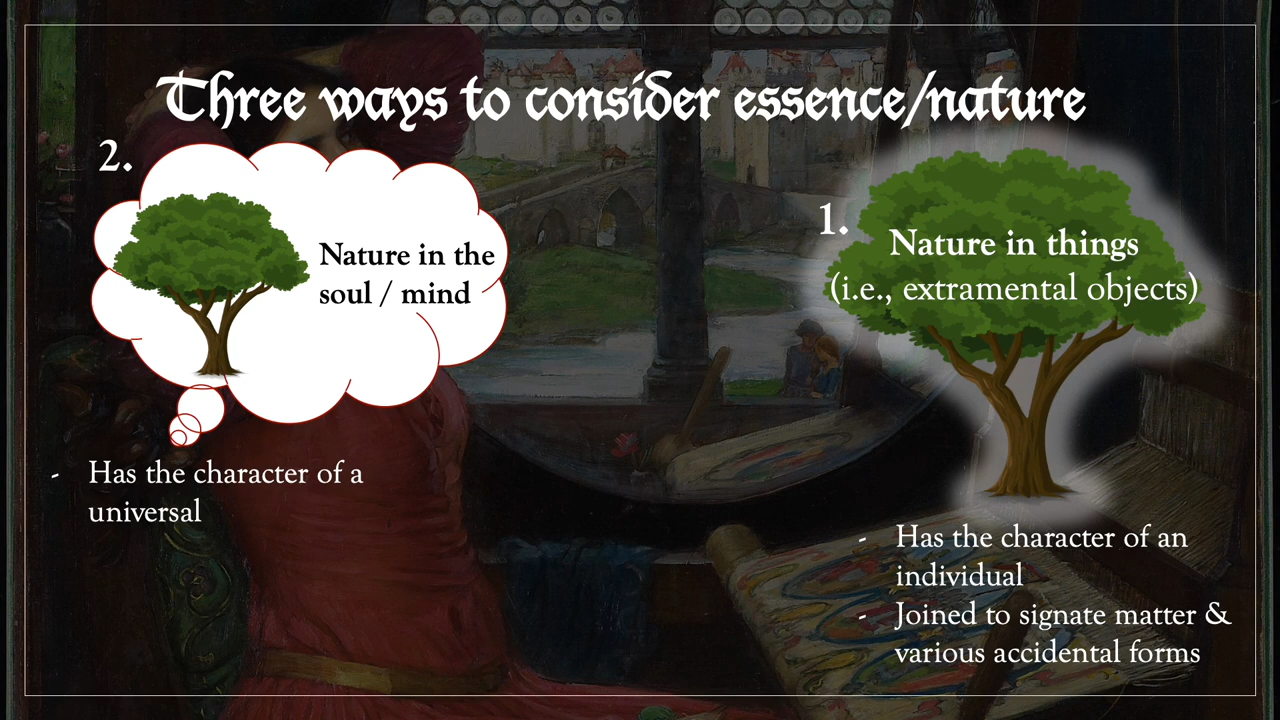 Three ways to consider essence/nature
2.
Nature in the
soul / mind
- Has the character of a
universal
1.
Nature in things
(i.e., extramental objects)
- Has the character of an
individual
- Joined to signate matter &
various accidental forms